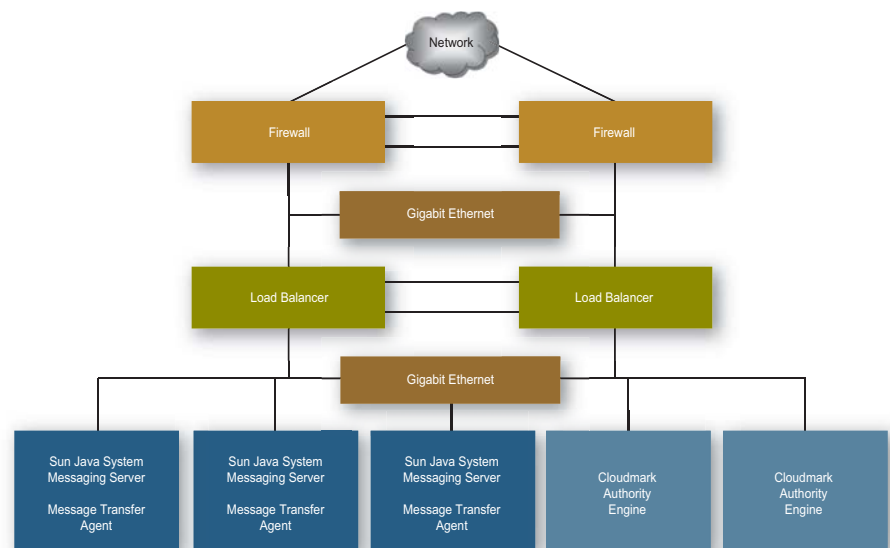 Network
Firewall
Firewall
Gigabit Ethernet
Load Balancer
Load Balancer
Gigabit Ethernet
Sun Java System
Messaging Server
Message Transfer
Agent
Sun Java System
Messaging Server
Message Transfer
Agent
Sun Java System
Messaging Server
Message Transfer
Agent
Cloudmark
Authority
Engine
Cloudmark
Authority
Engine